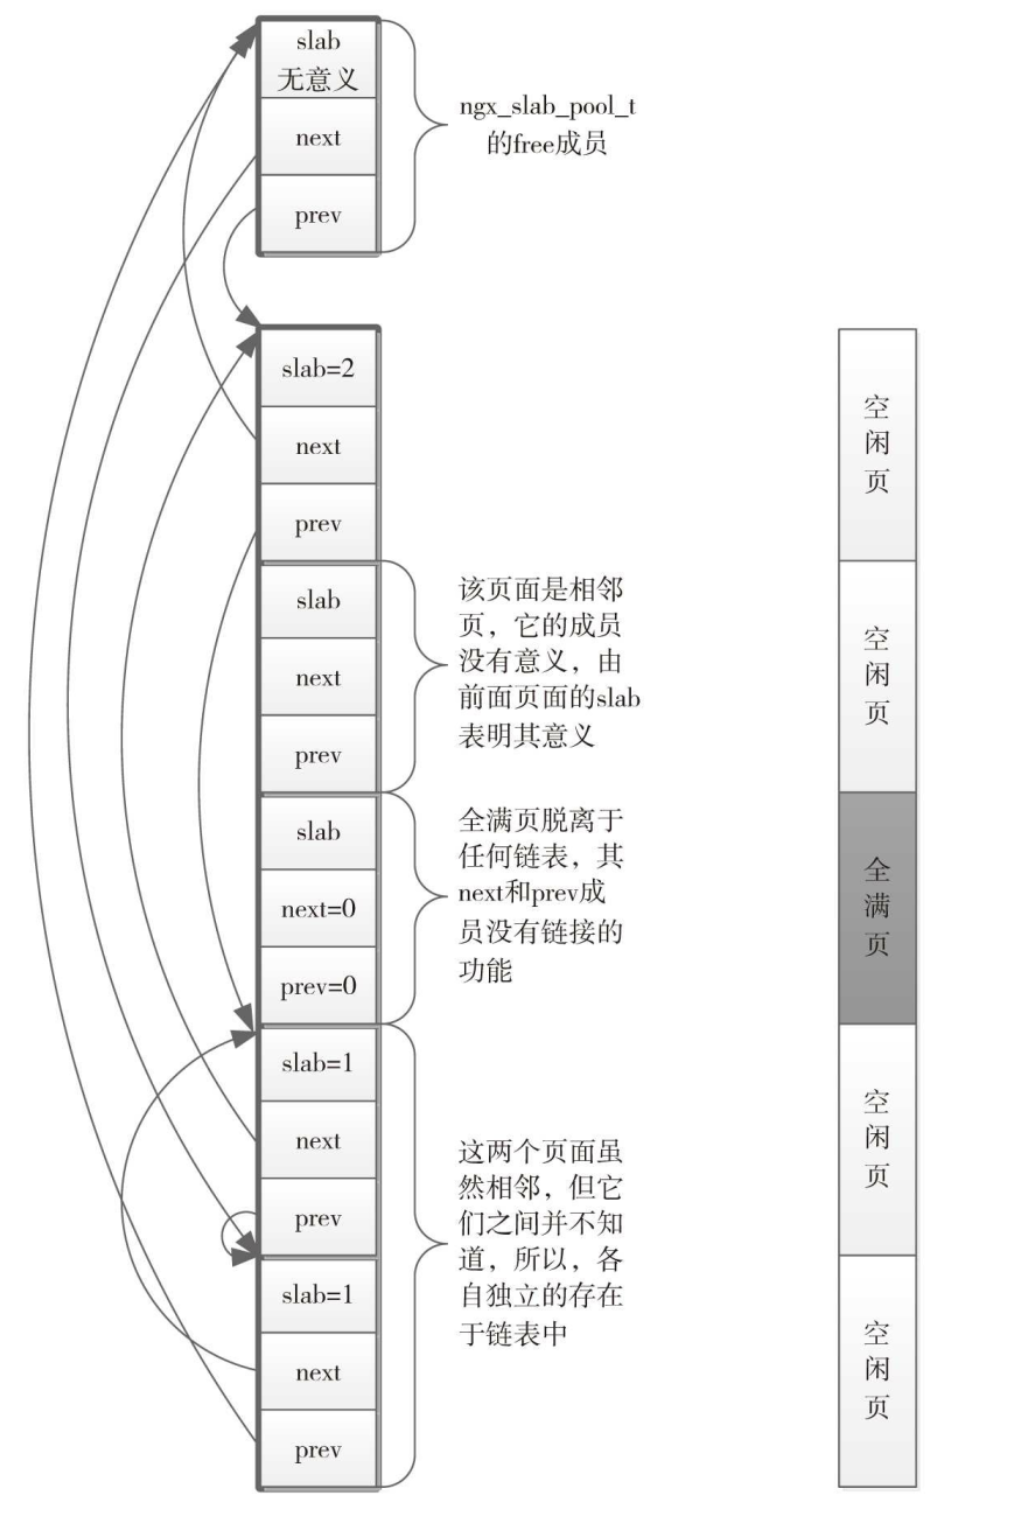 slab
无意义
next
prev
ngx_slab_pool_t
的free成员
slab=2
next
prev
slab
next
prev
该页面是相邻
页，它的成员
没有意义，由
前面页面的slab
表明其意义
slab
next=0
prev=0
全满页脱离于
任何链表，其
next和prev成
员没有链接的
功能
slab=1
next
prev
slab=1
next
prev
这两个页面虽
然相邻，但它
们之间并不知
道，所以，各
自独立的存在
于链表中
空
闲
页
空
闲
页
全
满
页
空
闲
页
空
闲
页